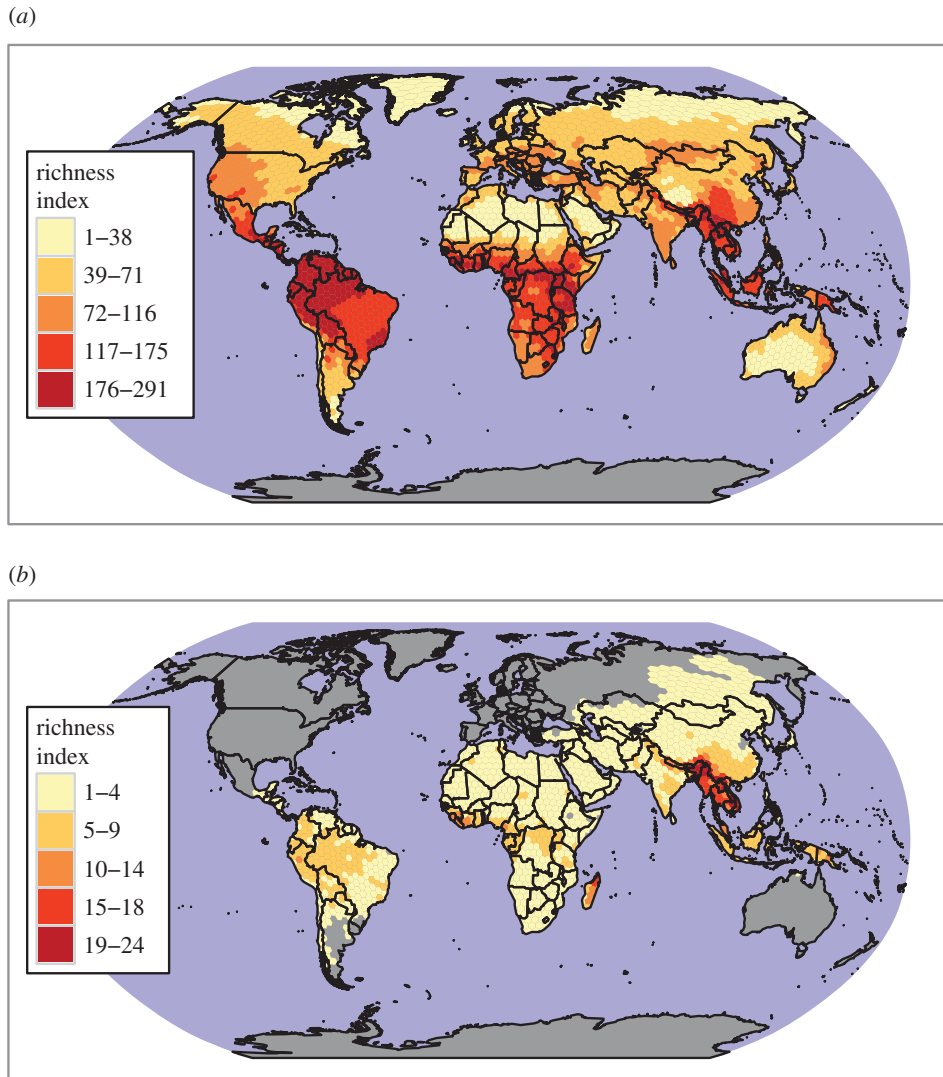 (a)
richness
index
1–38
39–71
72–116
117–175
176–291
(b)
richness
index
1–4
5–9
10–14
15–18
19–24